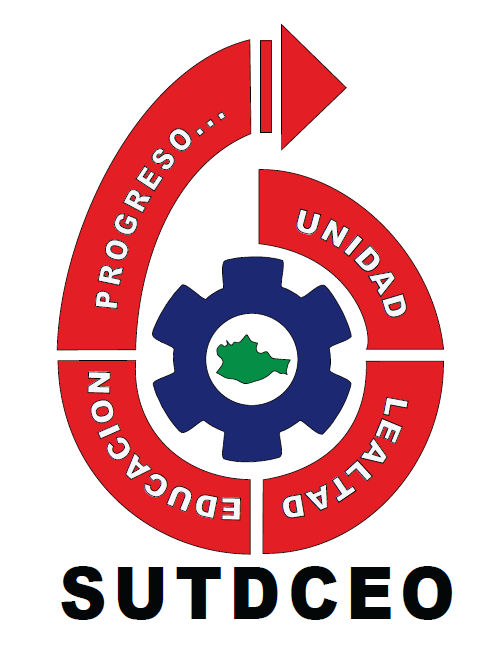 PROGRESO...
UNIDAD
LEALTAD
EDUCACION
SUTDCEO